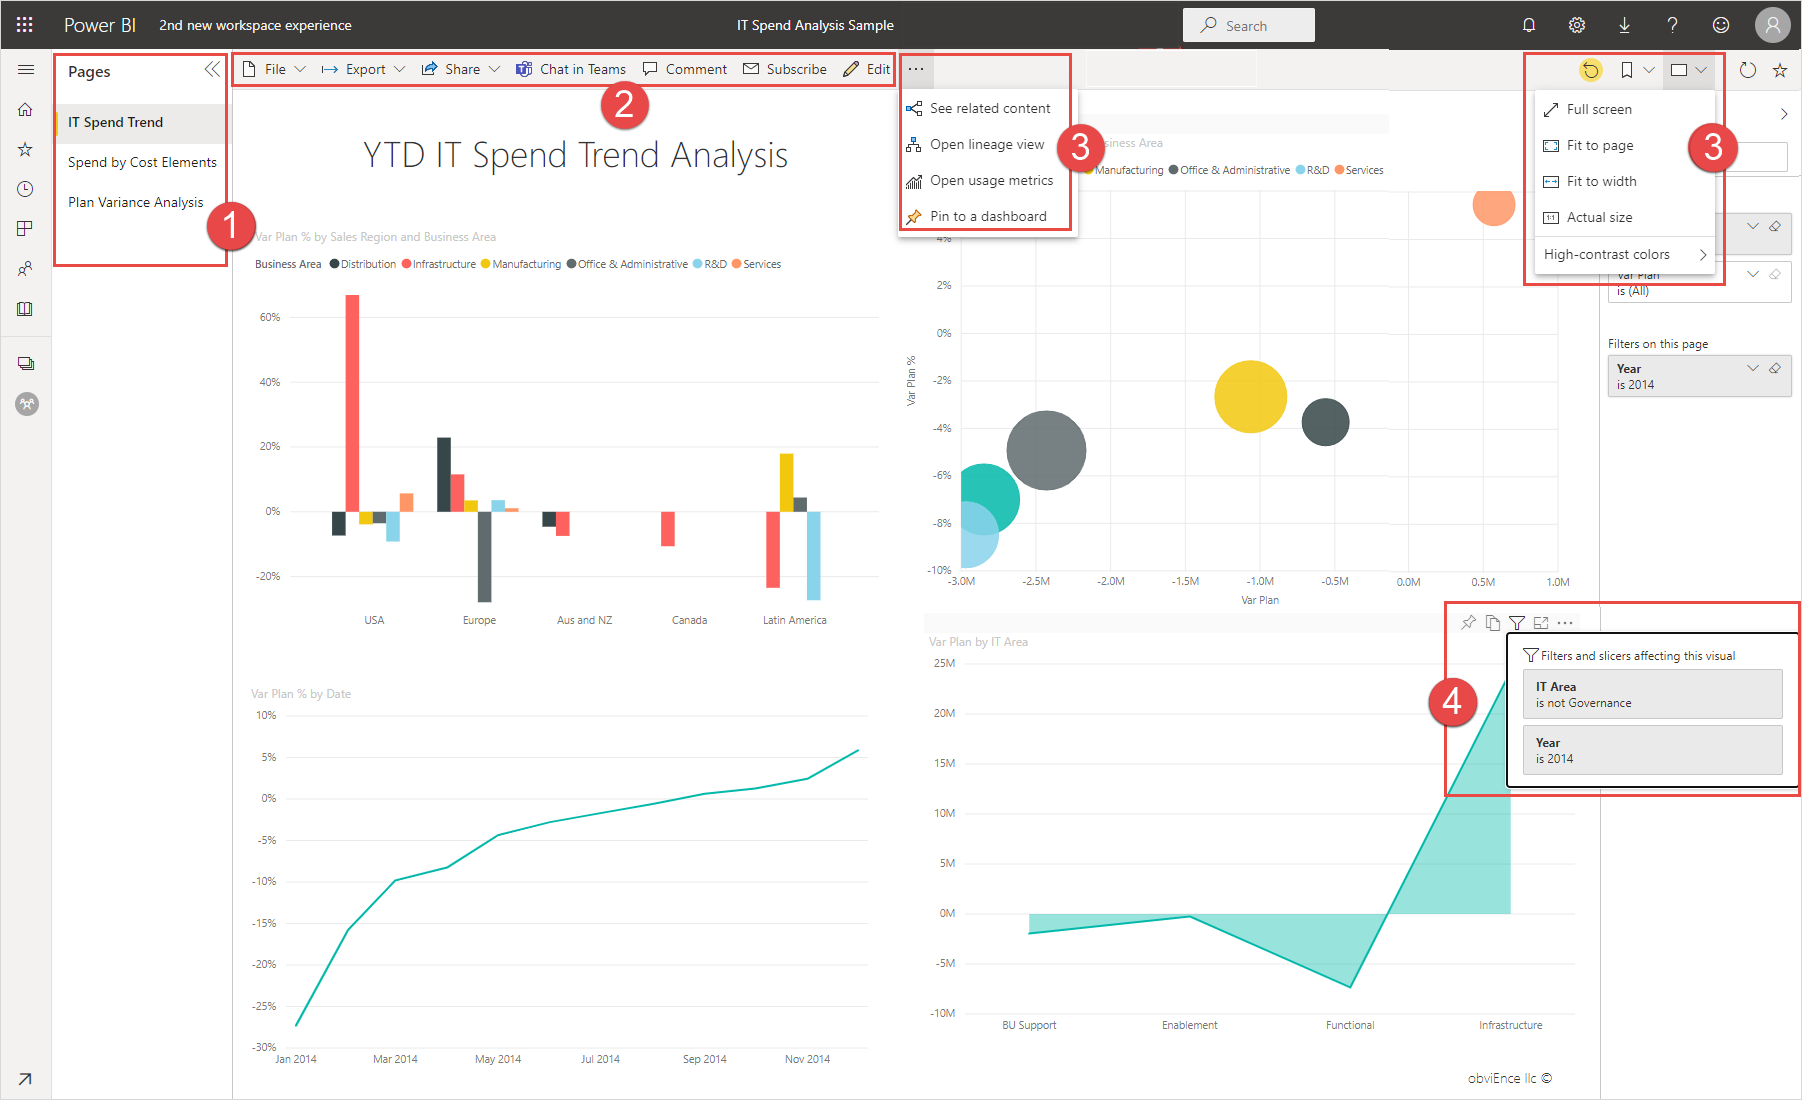 Power BI
2nd new workspace experience
IT Spend Analysis Sample
Search
Pages
IT Spend Trend
Spend by Cost Elements
Plan Variance Analysis
1
File
Export
Share
Chat in Teams
Comment
Subscribe
Edit
2
See related content
Open lineage view
Open usage metrics
Pin to a dashboard
3
Full screen
Fit to page
Fit to width
1:1 Actual size
High-contrast colors
3
YTD IT Spend Trend Analysis
Var Plan % by Sales Region and Business Area
Business Area Distribution Infrastructure Manufacturing Office & Administrative R&D Services
60%
40%
20%
0%
-20%
USA Europe Aus and NZ Canada Latin America
Area
Manufacturing Office & Administrative R&D Services
4%
2%
0%
-2%
-4%
-6%
-8%
-10%
Var Plan %
-3.0M -2.5M -2.0M -1.5M -1.0M -0.5M 0.0M 0.5M 1.0M
Var Plan
Var Plan
is (All)
Filters on this page
Year
is 2014
Var Plan % by Date
10%
5%
0%
-5%
-10%
-15%
-20%
-25%
-30%
Jan 2014 Mar 2014 May 2014 Jul 2014 Sep 2014 Nov 2014
Var Plan by IT Area
25M
20M
15M
10M
5M
0M
-5M
-10M
BU Support Enablement Functional Infrastructure
4
Filters and slicers affecting this visual
IT Area
is not Governance
Year
is 2014
obviEnce llc ©